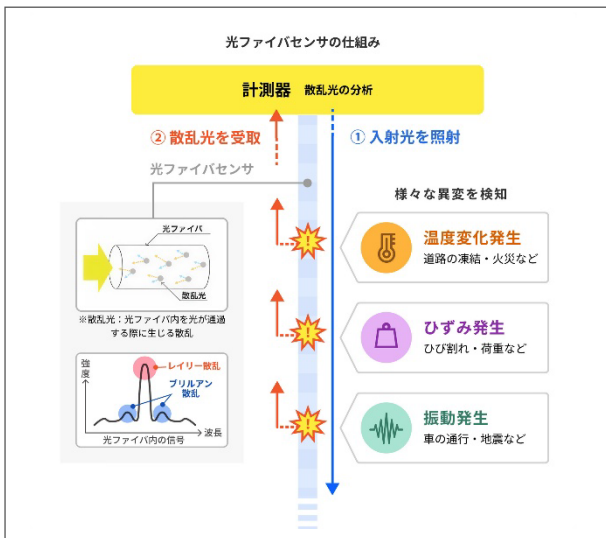 光ファイバセンサの仕組み
計測器 散乱光の分析
② 散乱光を受取
① 入射光を照射
光ファイバセンサ
様々な異変を検知
光ファイバ
散乱光
※散乱光：光ファイバ内を光が通過
する際に生じる散乱
強度
レイリー散乱
ブリルアン
散乱
波長
光ファイバ内の信号
!
温度変化発生
道路の凍結・火災など
!
ひずみ発生
ひび割れ・荷重など
!
振動発生
車の通行・地震など